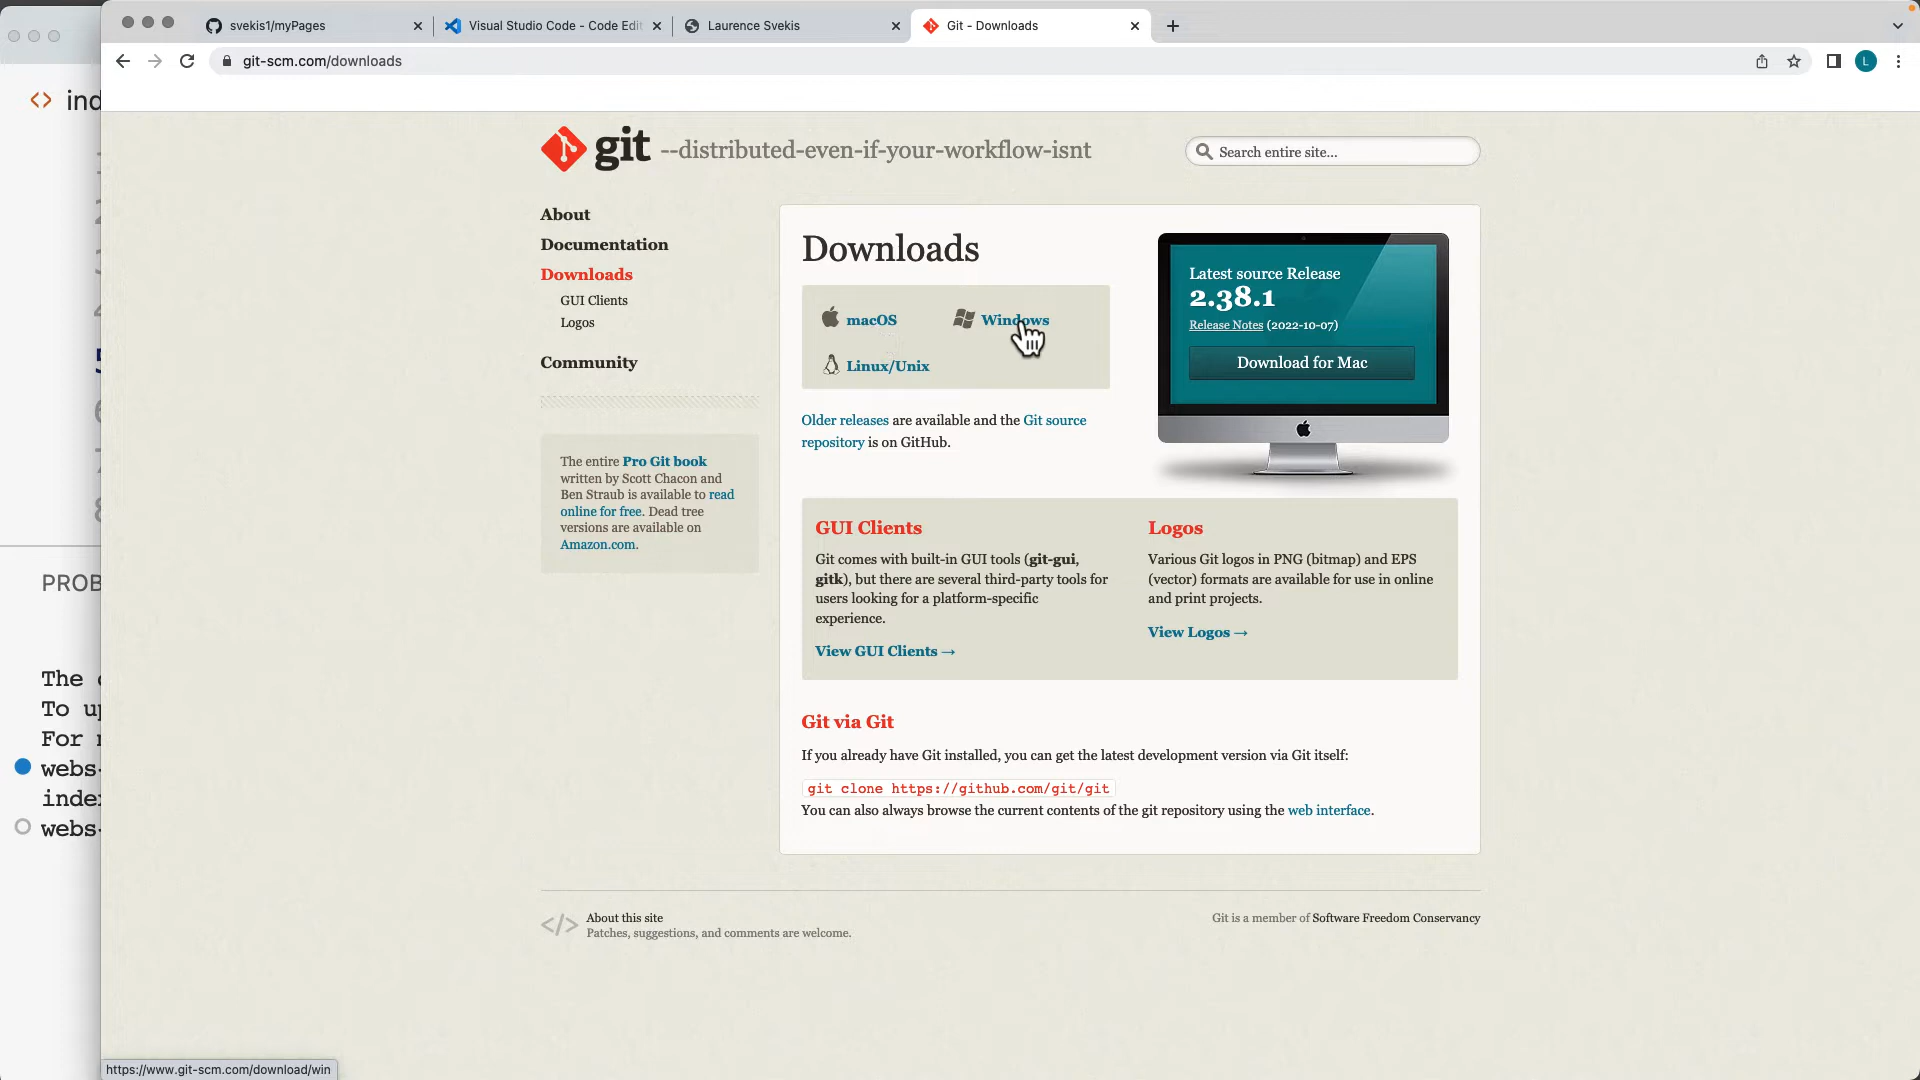 svekis1/myPages
Visual Studio Code - Code Edit
Laurence Svekis
Git - Downloads
git-scm.com/downloads
L
ind
git --distributed-even-if-your-workflow-isnt
Search entire site...
About
Documentation
Downloads
GUI Clients
Logos
Community
The entire Pro Git book
written by Scott Chacon and
Ben Straub is available to read
online for free. Dead tree
versions are available on
Amazon.com.
Downloads
macOS
Windows
Linux/Unix
Older releases are available and the Git source
repository is on GitHub.
Latest source Release
2.38.1
Release Notes (2022-10-07)
Download for Mac
GUI Clients
Git comes with built-in GUI tools (git-gui,
gitk), but there are several third-party tools for
users looking for a platform-specific
experience.
View GUI Clients →
Logos
Various Git logos in PNG (bitmap) and EPS
(vector) formats are available for use in online
and print projects.
View Logos →
Git via Git
If you already have Git installed, you can get the latest development version via Git itself:
git clone https://github.com/git/git
You can also always browse the current contents of the git repository using the web interface.
</> About this site
Patches, suggestions, and comments are welcome.
Git is a member of Software Freedom Conservancy
PROB
The
To up
For
webs-
inde
webs-
https://www.git-scm.com/download/win